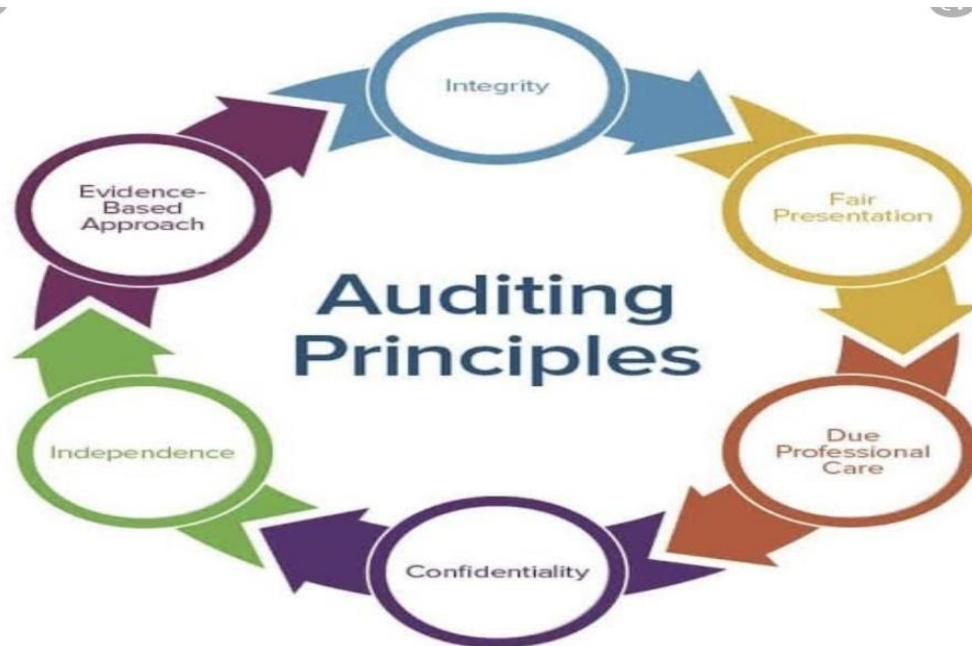 Integrity
Fair
Presentation
Due
Professional
Care
Confidentiality
Independence
Evidence-
Based
Approach
Auditing
Principles